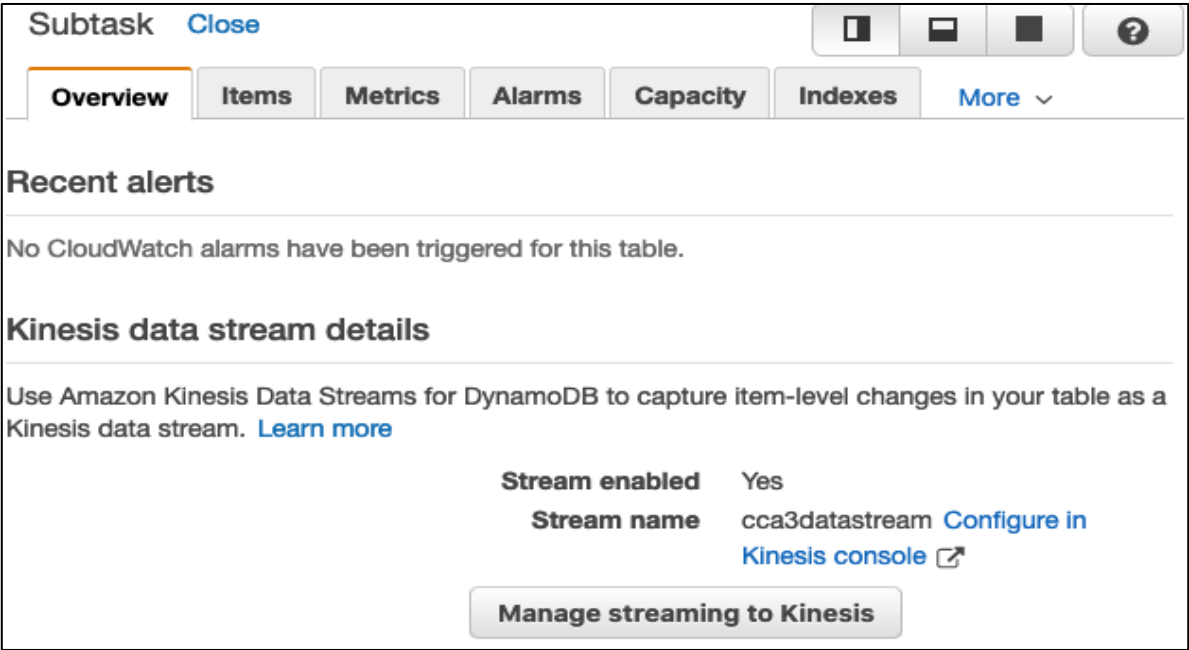 Subtask Close
Overview Items Metrics Alarms Capacity Indexes More
Recent alerts
No CloudWatch alarms have been triggered for this table.
Kinesis data stream details
Use Amazon Kinesis Data Streams for DynamoDB to capture item-level changes in your table as a
Kinesis data stream. Learn more
Stream enabled Yes
Stream name cca3datastream Configure in
Kinesis console
Manage streaming to Kinesis